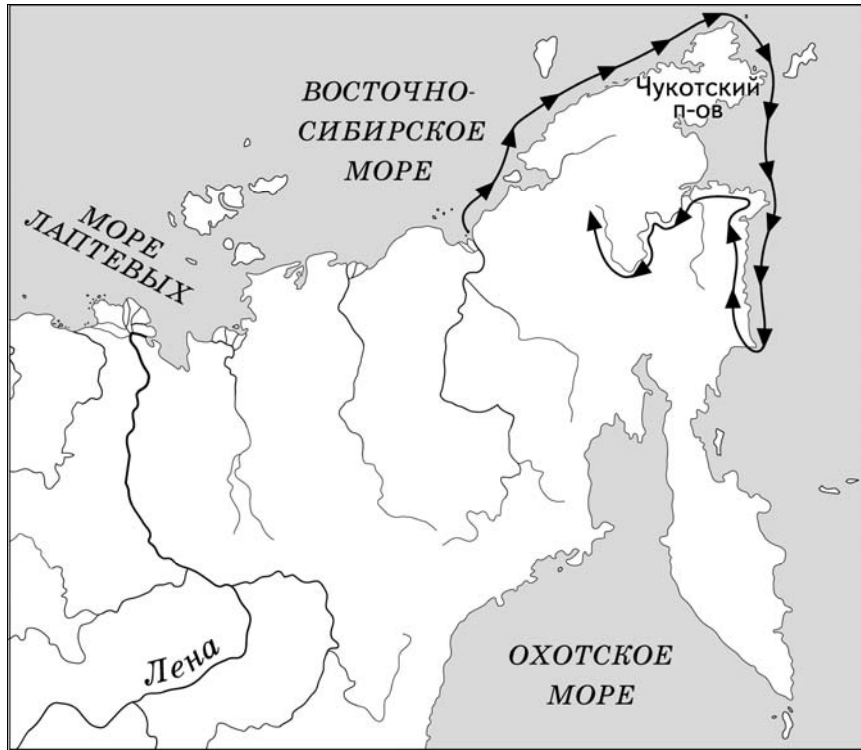 Чукотский
п-ов
ВОСТОЧНО-
СИБИРСКОЕ
МОРЕ
МОРЕ
ЛАПТЕВЫХ
Лена
ОХОТСКОЕ
МОРЕ